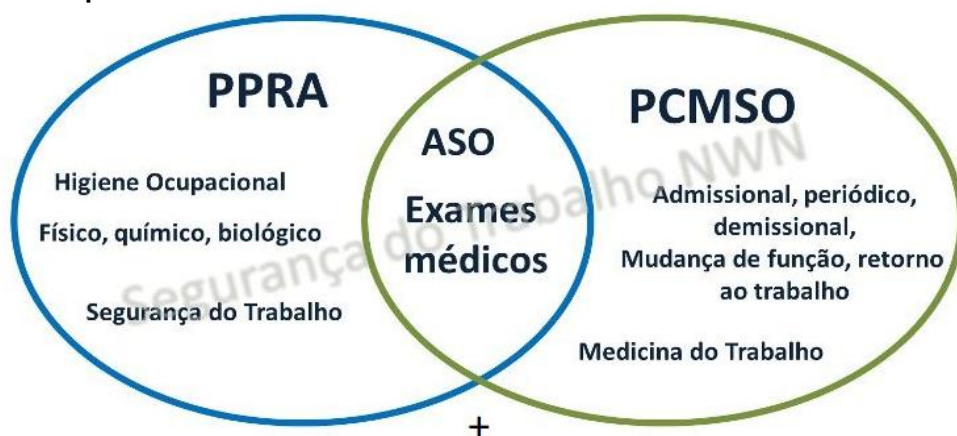 PPRA
Higiene Ocupacional
Físico, químico, biológico
Segurança do Trabalho
ASO
Exames
médicos
PCMSO
Admissional, periódico,
demissional,
Mudança de função, retorno
ao trabalho
Medicina do Trabalho
Segurança do Trabalho NWN
+